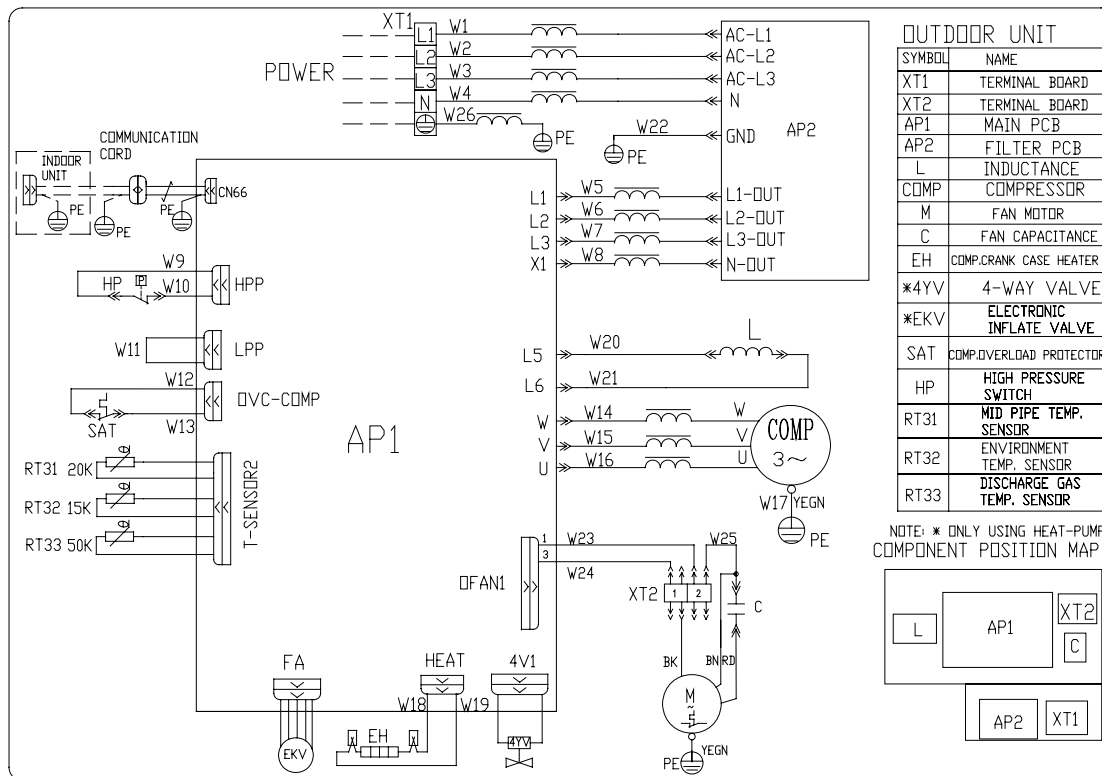 XT1
POWER
L1 W1
L2 W2
L3 W3
N W4
W26
PE
AC-L1
AC-L2
AC-L3
N
GND
W22
PE
AP2
L1-OUT
L2-OUT
L3-OUT
N-OUT
COMMUNICATION
CORD
INDOOR
UNIT
PE
PE
PE
CN66
L1 W5
L2 W6
L3 W7
X1 W8
W9
HP P W10
HPP
W11
LPP
W12
OVC-COMP
SAT
W13
RT31 20K θ
RT32 15K θ
RT33 50K θ
T-SENSOR2
AP1
L5 W20
L
L6 W21
W W14 W
V W15 V
U W16 U
COMP
3~
W17 YEGN
PE
OFAN1
1 W23
3 W24
W25
XT2 1 2
C
BK BN RD
M
~
YEGN
PE
FA
EKV
HEAT
W18 W19
EH
4V1
4YV
OUTDOOR UNIT
SYMBOL NAME
XT1 TERMINAL BOARD
XT2 TERMINAL BOARD
AP1 MAIN PCB
AP2 FILTER PCB
L INDUCTANCE
COMP COMPRESSOR
M FAN MOTOR
C FAN CAPACITANCE
EH COMP.CRANK CASE HEATER
*4YV 4-WAY VALVE
*EKV ELECTRONIC
INFLATE VALVE
SAT COMP.OVERLOAD PROTECTOR
HP HIGH PRESSURE
SWITCH
RT31 MID PIPE TEMP.
SENSOR
RT32 ENVIRONMENT
TEMP. SENSOR
RT33 DISCHARGE GAS
TEMP. SENSOR
NOTE: * ONLY USING HEAT-PUMP
COMPONENT POSITION MAP
L
AP1
XT2
C
AP2
XT1